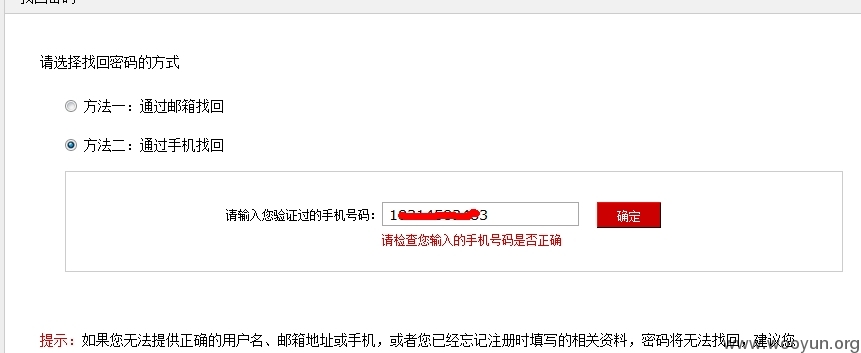 找回密码
请选择找回密码的方式
方法一：通过邮箱找回
方法二：通过手机找回
请输入您验证过的手机号码： 确定
请检查您输入的手机号码是否正确
提示：如果您无法提供正确的用户名、邮箱地址或手机，或者您已经忘记注册时填写的相关资料，密码将无法找回，建议您
www.wooyun.org